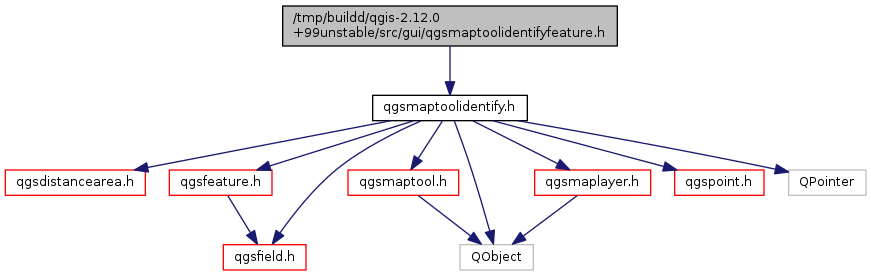 /tmp/buildd/qgis-2.12.0
+99unstable/src/gui/qgsmaptoolidentifyfeature.h
qgsmaptoolidentify.h
qgsdistancearea.h
qgsfeature.h
qgsmaptool.h
qgsmaplayer.h
qgspoint.h
QPointer
qgsfield.h
QObject